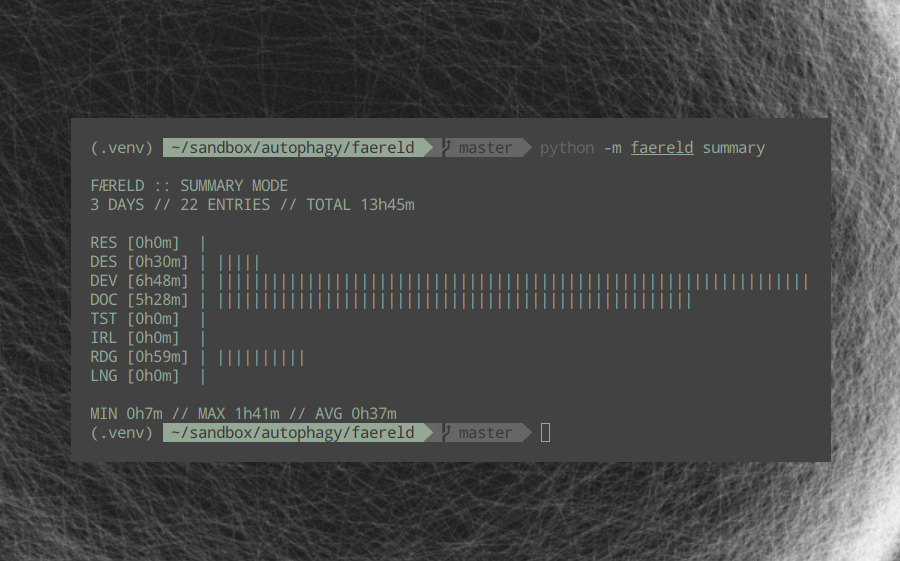 (.venv) ~/sandbox/autophagy/faereld master python -m faereld summary
FÆRELD :: SUMMARY MODE
3 DAYS // 22 ENTRIES // TOTAL 13h45m
RES [0h0m] |
DES [0h30m] | |||||
DEV [6h48m] | ||||||||||||||||||||||||||||||||||||||||||||||||||||||||||||||||||
DOC [5h28m] | |||||||||||||||||||||||||||||||||||||||||||||||||||||
TST [0h0m] |
IRL [0h0m] |
RDG [0h59m] | ||||||||||
LNG [0h0m] |
MIN 0h7m // MAX 1h41m // AVG 0h37m
(.venv) ~/sandbox/autophagy/faereld master